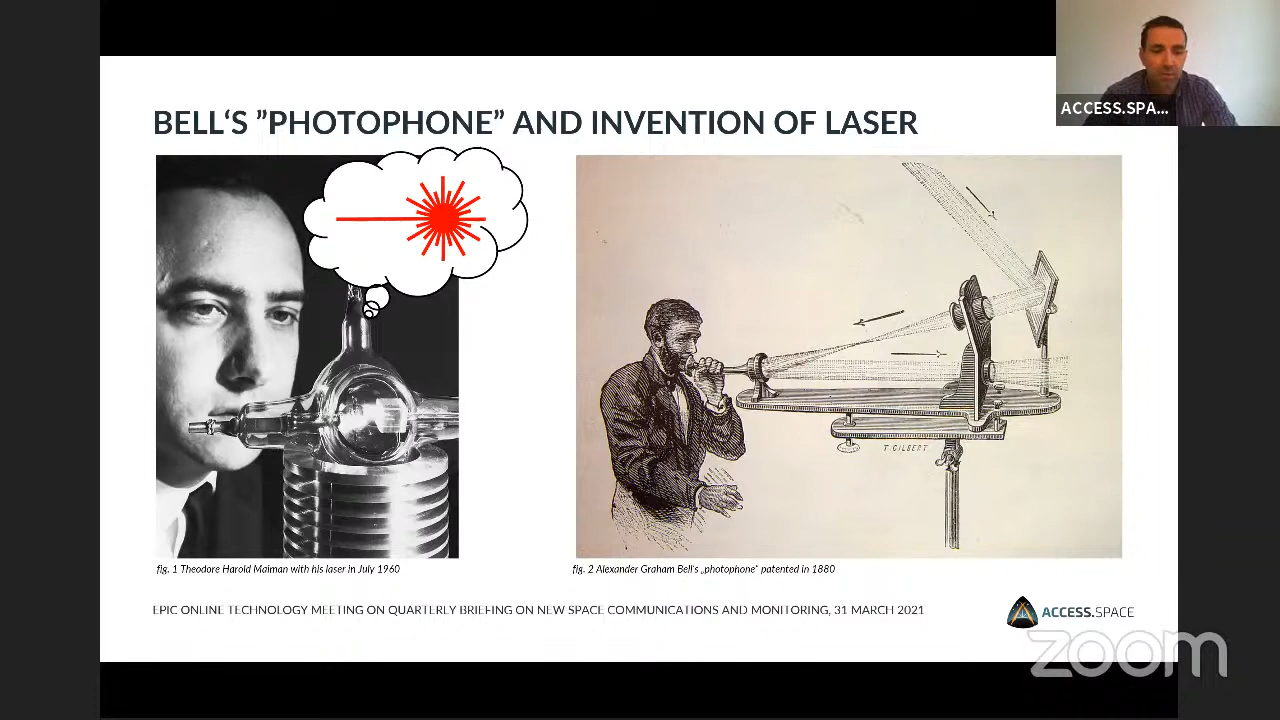 BELL‘S ”PHOTOPHONE” AND INVENTION OF LASER
ACCESS.SPA...
T GILBERT
fig. 1 Theodore Harold Maiman with his laser in July 1960
fig. 2 Alexander Graham Bell's „photophone“ patented in 1880
EPIC ONLINE TECHNOLOGY MEETING ON QUARTERLY BRIEFING ON NEW SPACE COMMUNICATIONS AND MONITORING, 31 MARCH 2021
ACCESS.SPACE
zoom